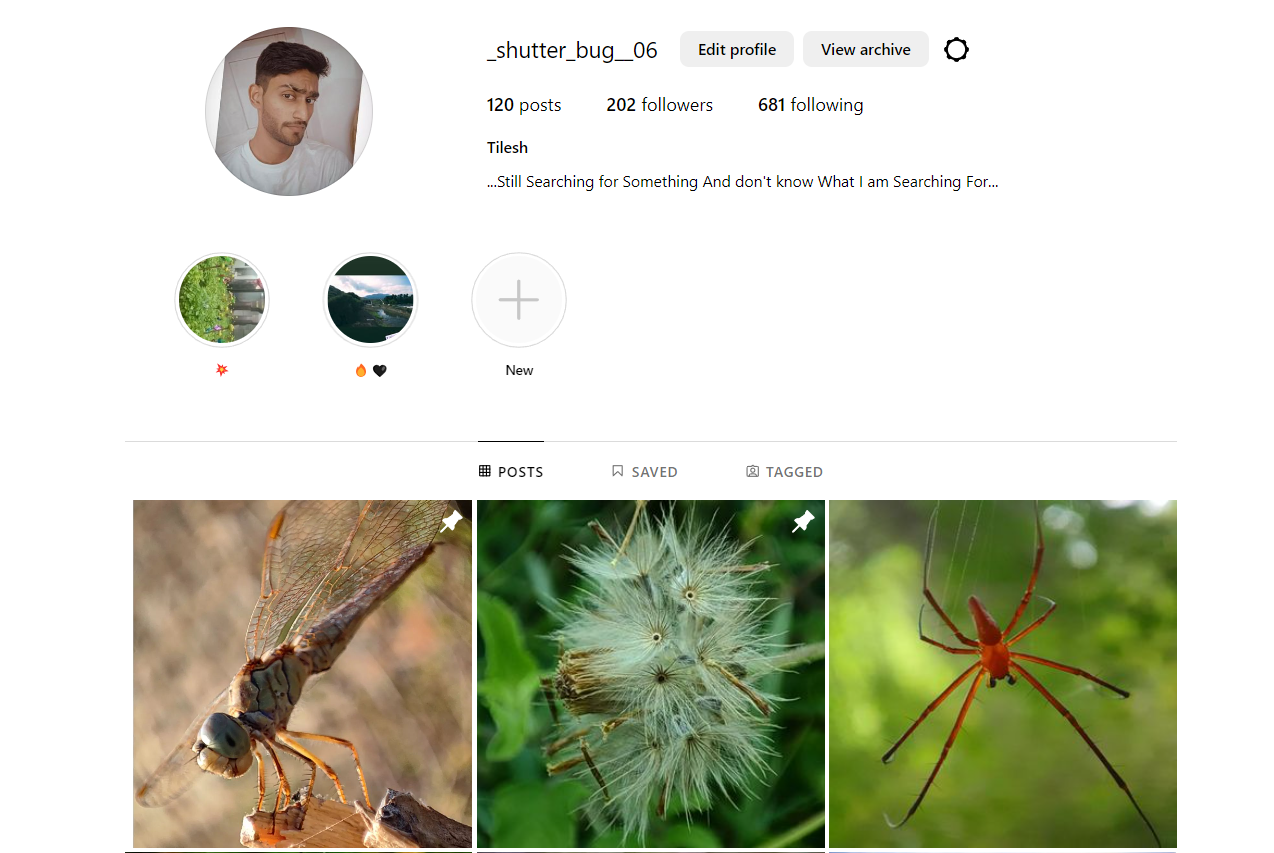 _shutter_bug__06 Edit profile View archive
120 posts 202 followers 681 following
Tilesh
...Still Searching for Something And don't know What I am Searching For...
💥 🔥🖤 New
POSTS SAVED TAGGED